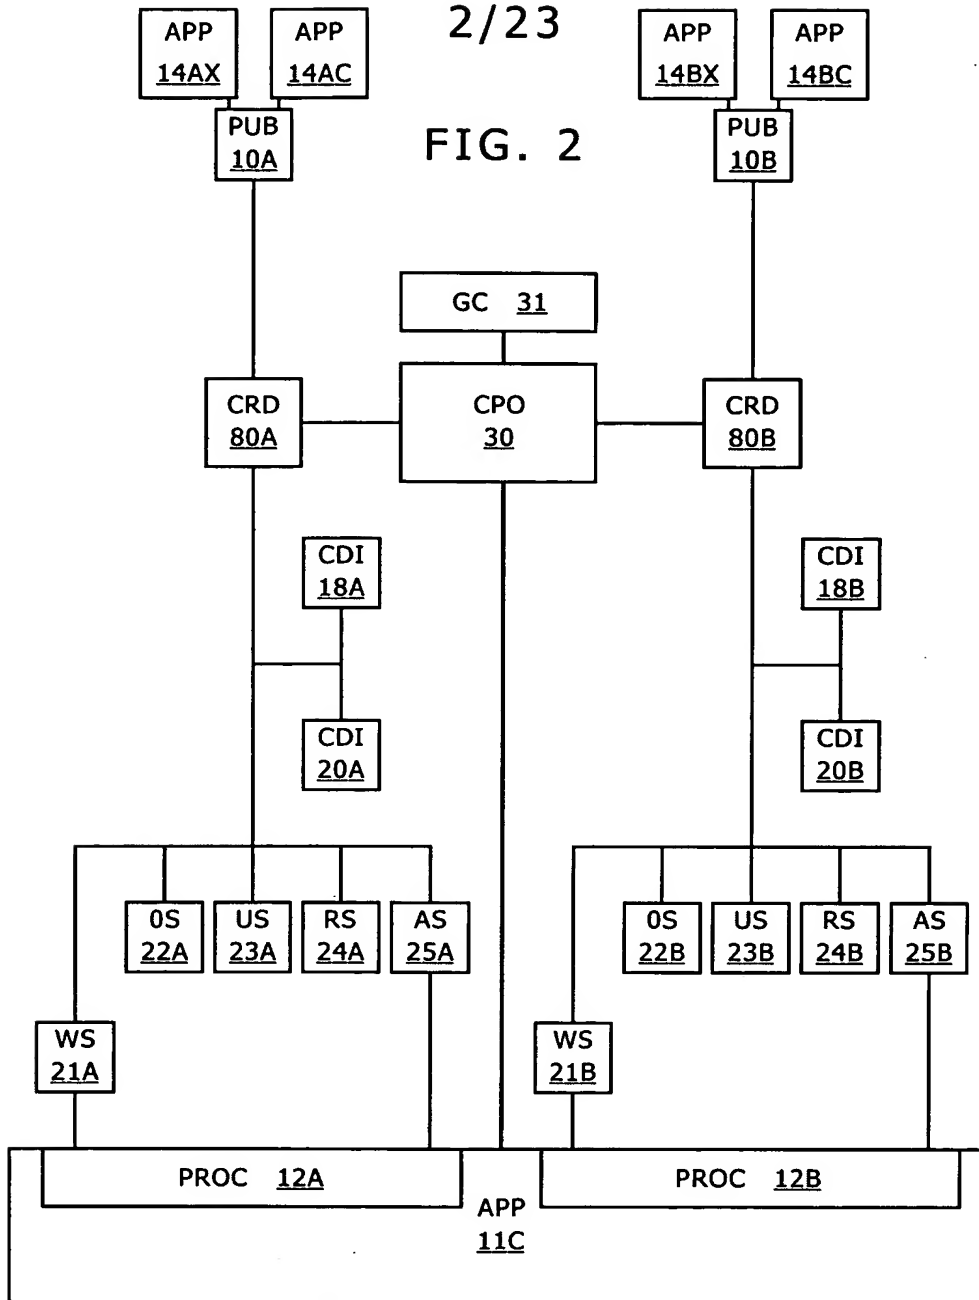 2/23
APP
14AX
APP
14AC
APP
14BX
APP
14BC
PUB
10A
FIG. 2
PUB
10B
GC 31
CRD
80A
CPO
30
CRD
80B
CDI
18A
CDI
18B
CDI
20A
CDI
20B
0S
22A
US
23A
RS
24A
AS
25A
0S
22B
US
23B
RS
24B
AS
25B
WS
21A
WS
21B
PROC 12A
PROC 12B
APP
11C